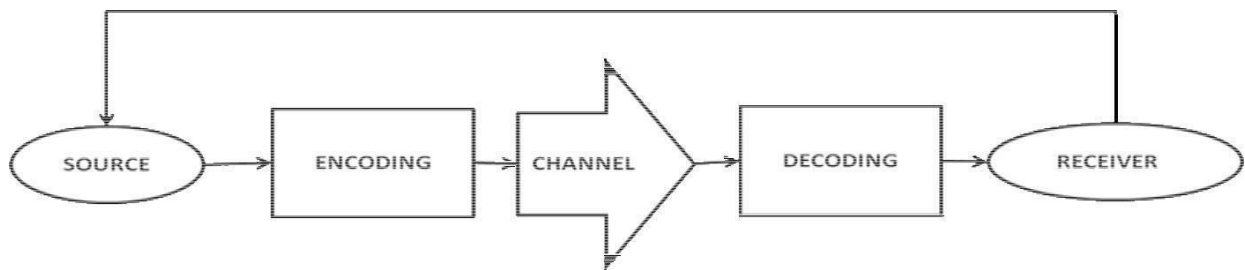 SOURCE
ENCODING
CHANNEL
DECODING
RECEIVER